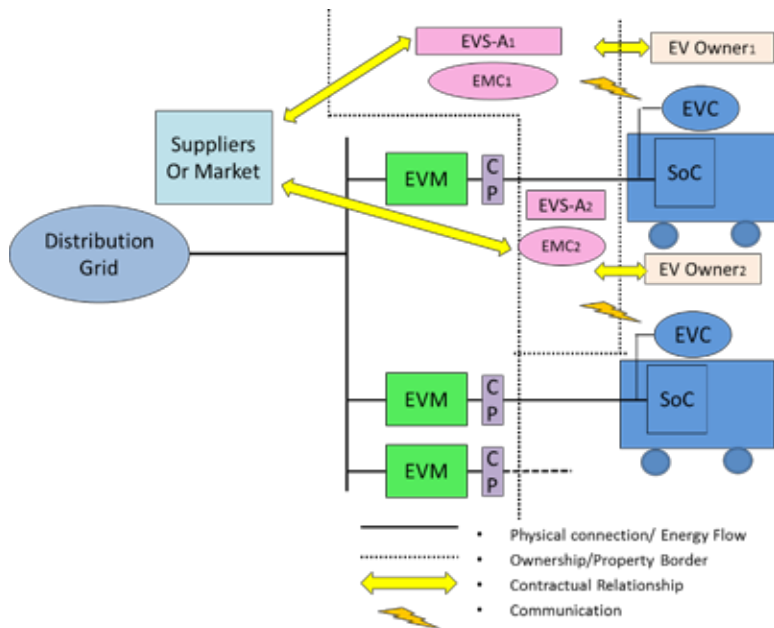 EVS-A1
EV Owner1
EMC1
EVC
Suppliers
Or Market
EVM
C
P
SoC
EVS-A2
EMC2
Distribution
Grid
EV Owner2
EVC
EVM
C
P
SoC
EVM
C
P
• Physical connection/ Energy Flow
• Ownership/Property Border
• Contractual Relationship
• Communication